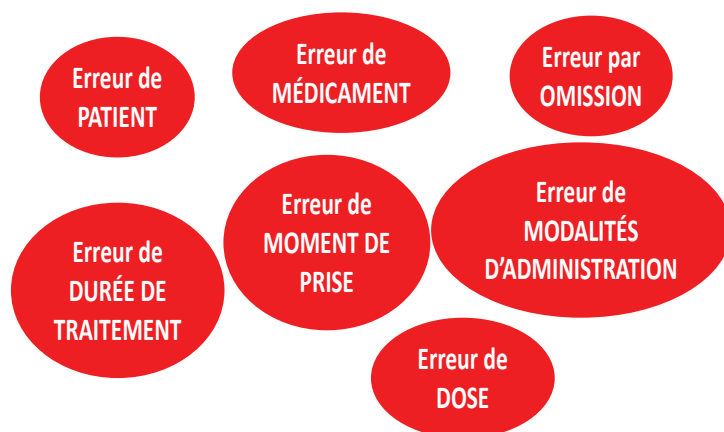 Erreur de
PATIENT
Erreur de
MÉDICAMENT
Erreur par
OMISSION
Erreur de
DURÉE DE
TRAITEMENT
Erreur de
MOMENT DE
PRISE
Erreur de
MODALITÉS
D'ADMINISTRATION
Erreur de
DOSE